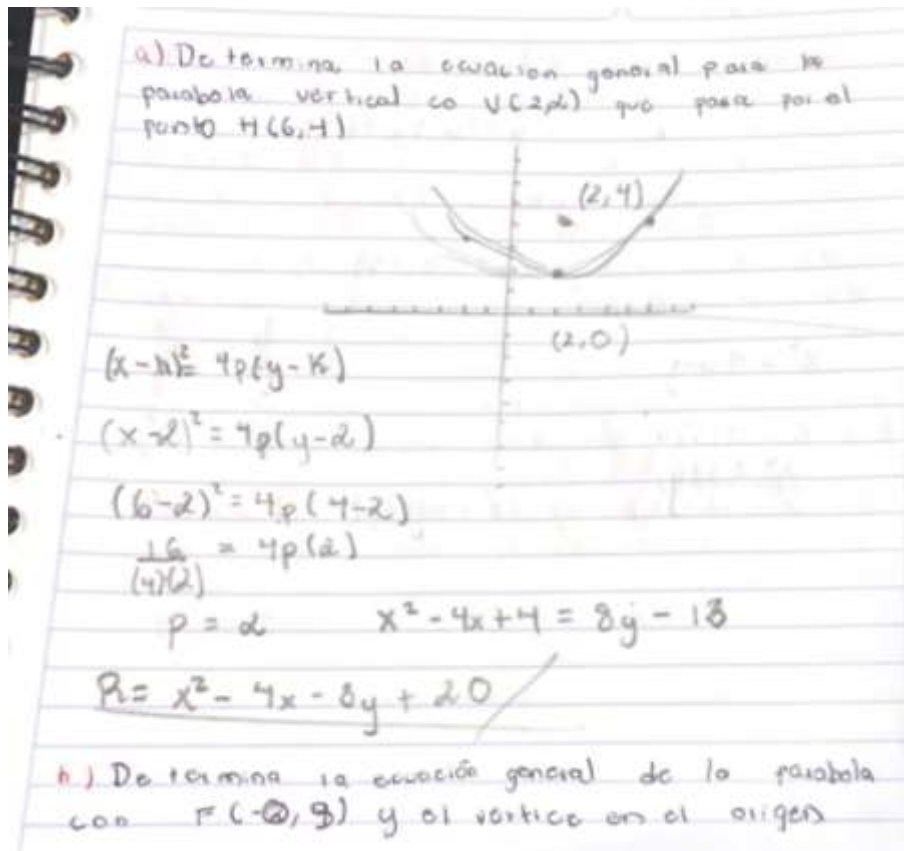 a) Determina la ecuacion general para la
parabola vertical co V(2,2) que pasa por el
punto H(6,4)
(2,4)
(2,0)
(x-h)²= 4p(y-k)
(x-2)²=4p(y-2)
(6-2)²=4p(4-2)
16/(4)(2) = 4p(2)
p = 2 x²-4x+4 = 8y-16
R= x²-4x-8y+20
h) Determina la ecuación general de la parabola
con y el vertice en el origen